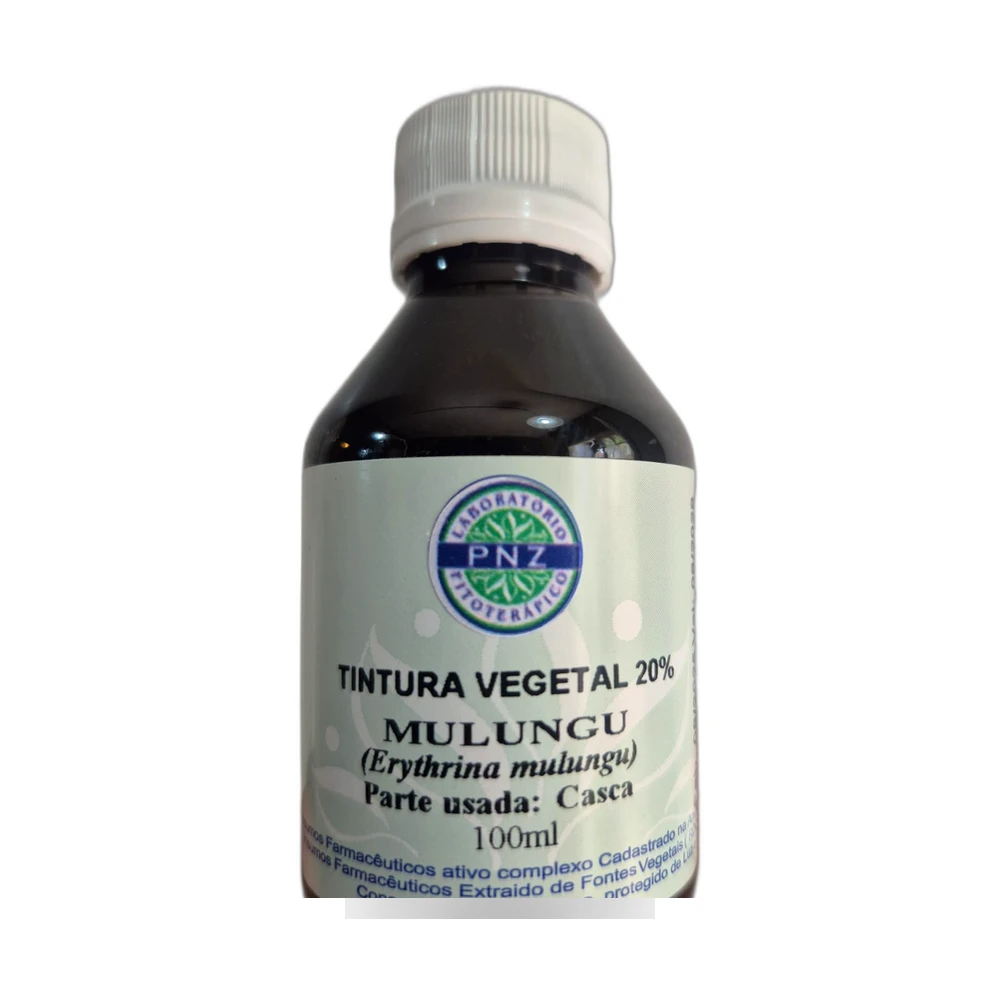 LABORATÓRIO
PNZ
FITOTERÁPICO
TINTURA VEGETAL 20%
MULUNGU
(Erythrina mulungu)
Parte usada: Casca
100ml
Farmacêuticos ativo complexo Cadastrado na
Farmacêuticos Extraido de Fontes Vegetais
protegido de